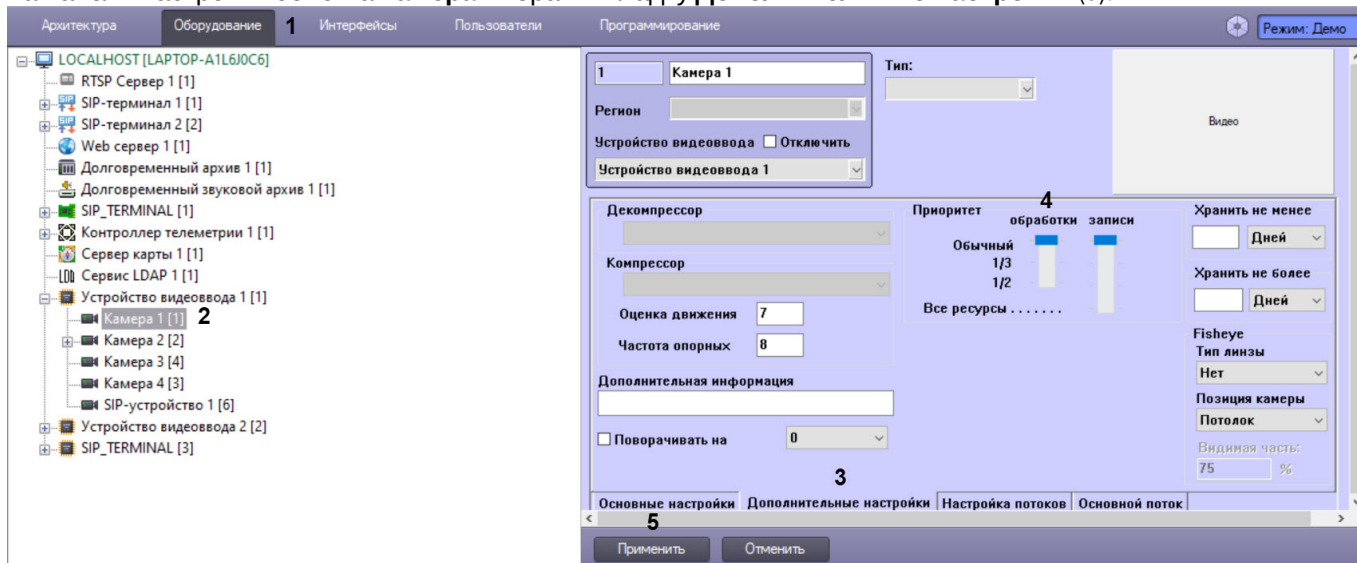 Архитектура Оборудование 1 Интерфейсы Пользователи Программирование Режим: Демо
LOCALHOST [LAPTOP-A1L6J0C6]
RTSP Сервер 1 [1]
SIP-терминал 1 [1]
SIP-терминал 2 [2]
Web сервер 1 [1]
Долговременный архив 1 [1]
Долговременный звуковой архив 1 [1]
SIP_TERMINAL [1]
Контроллер телеметрии 1 [1]
Сервер карты 1 [1]
Сервис LDAP 1 [1]
Устройство видеоввода 1 [1]
Камера 1 [1] 2
Камера 2 [2]
Камера 3 [4]
Камера 4 [3]
SIP-устройство 1 [6]
Устройство видеоввода 2 [2]
SIP_TERMINAL [3]
1 Камера 1
Регион
Устройство видеоввода Отключить
Устройство видеоввода 1
Тип:
Видео
Декомпрессор
Компрессор
Оценка движения 7
Частота опорных 8
Дополнительная информация
Поворачивать на 0
Приоритет
4
обработки записи
Обычный
1/3
1/2
Все ресурсы . . . . . . .
Хранить не менее
Дней
Хранить не более
Дней
Fisheye
Тип линзы
Нет
Позиция камеры
Потолок
Видимая часть:
75 %
3
Основные настройки Дополнительные настройки Настройка потоков Основной поток
5
Применить Отменить